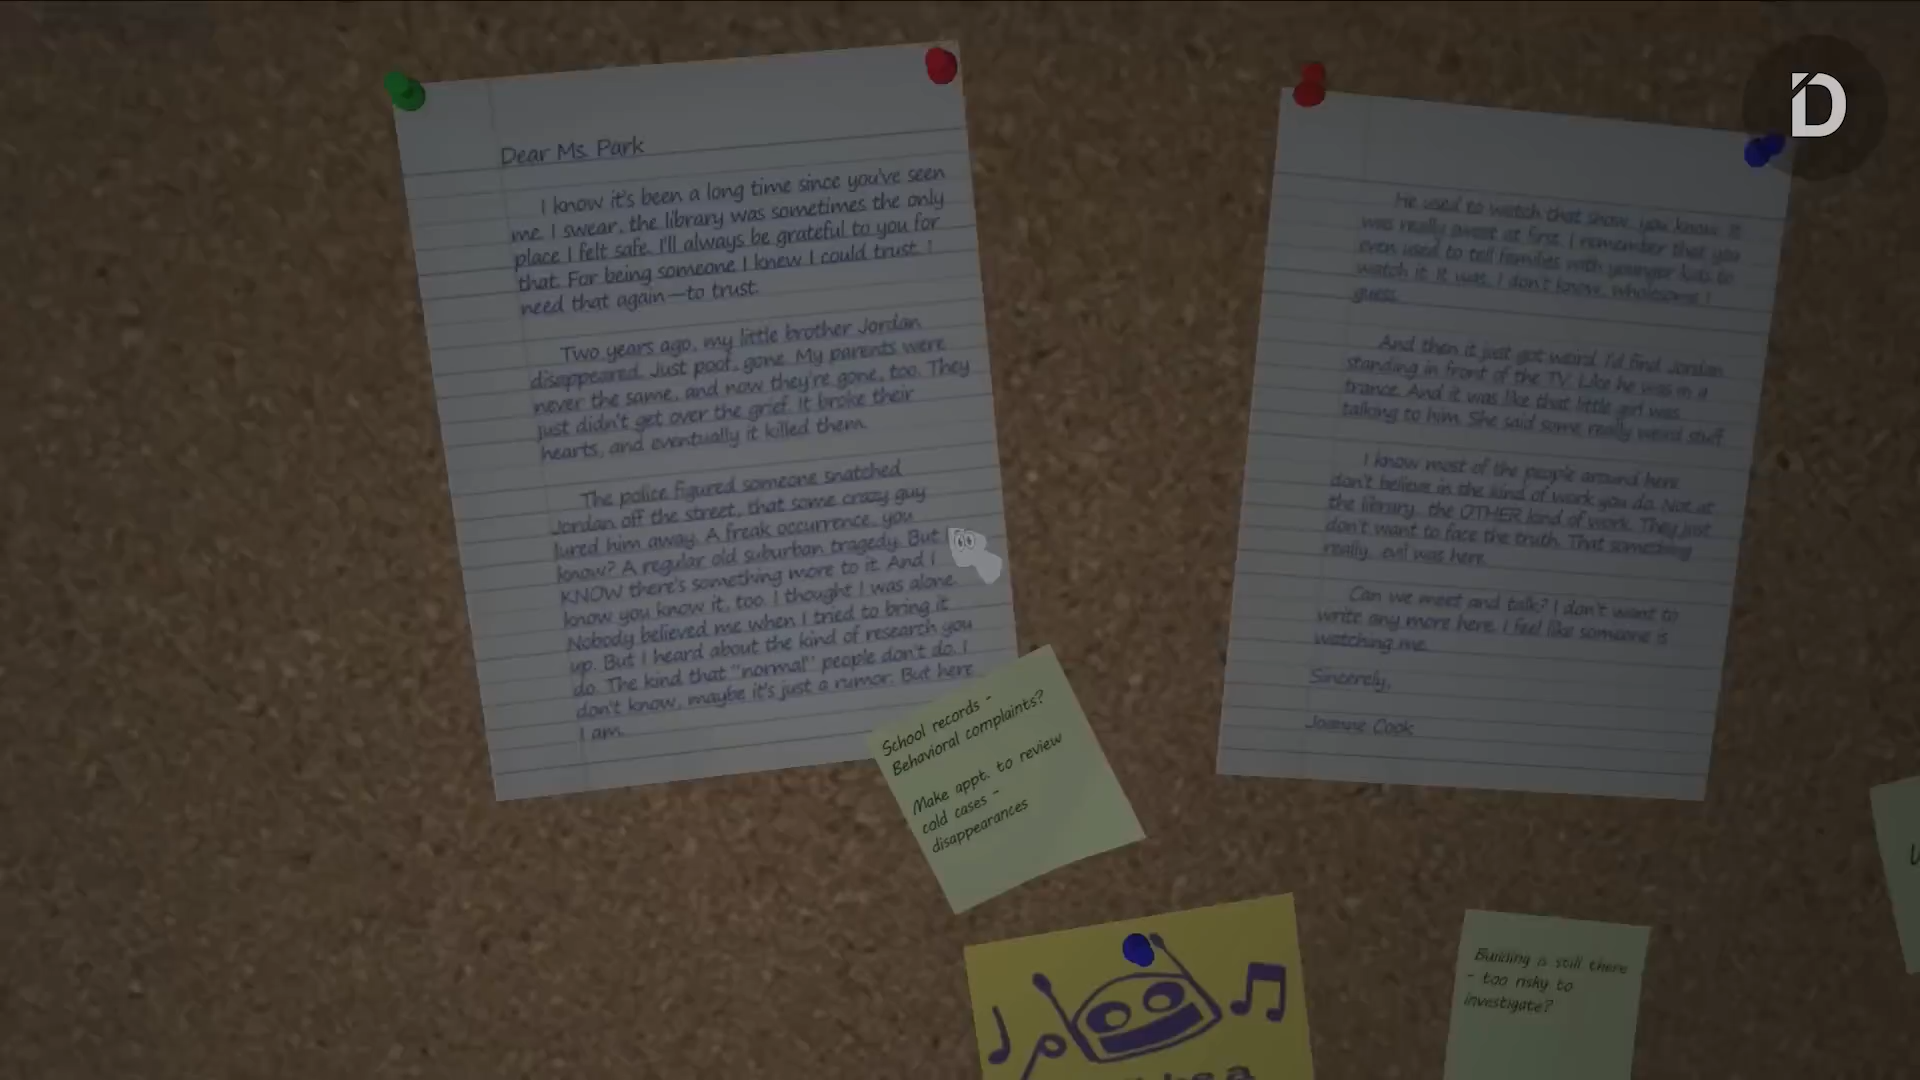 Dear Ms. Park
I know it's been a long time since you've seen
me. I swear, the library was sometimes the only
place I felt safe. I'll always be grateful to you for
that. For being someone I knew I could trust. I
need that again—to trust.
Two years ago, my little brother Jordan
disappeared. Just poof, gone. My parents were
never the same, and now they're gone, too. They
just didn't get over the grief. It broke their
hearts, and eventually it killed them.
The police figured someone snatched
Jordan off the street, that some crazy guy
lured him away. A freak occurrence, you
know? A regular old suburban tragedy. But I
KNOW there's something more to it. And I
know you know it, too. I thought I was alone.
Nobody believed me when I tried to bring it
up. But I heard about the kind of research you
do. The kind that "normal" people don't do. I
don't know, maybe it's just a rumor. But here
I am.
He used to watch that show, you know. It
was really sweet at first. I remember that you
even used to tell families with younger kids to
watch it. It was, I don't know, wholesome I
guess.
And then it just got weird. I'd find Jordan
standing in front of the TV. Like he was in a
trance. And it was like that little girl was
talking to him. She said some really weird stuff.
I know most of the people around here
don't believe in the kind of work you do. Not at
the library, the OTHER kind of work. They just
don't want to face the truth. That something
really evil was here.
Can we meet and talk? I don't want to
write any more here. I feel like someone is
watching me.
Sincerely,
Joanne Cook
School records -
Behavioral complaints?
Make appt. to review
cold cases -
disappearances
Building is still there
- too risky to
investigate?
D